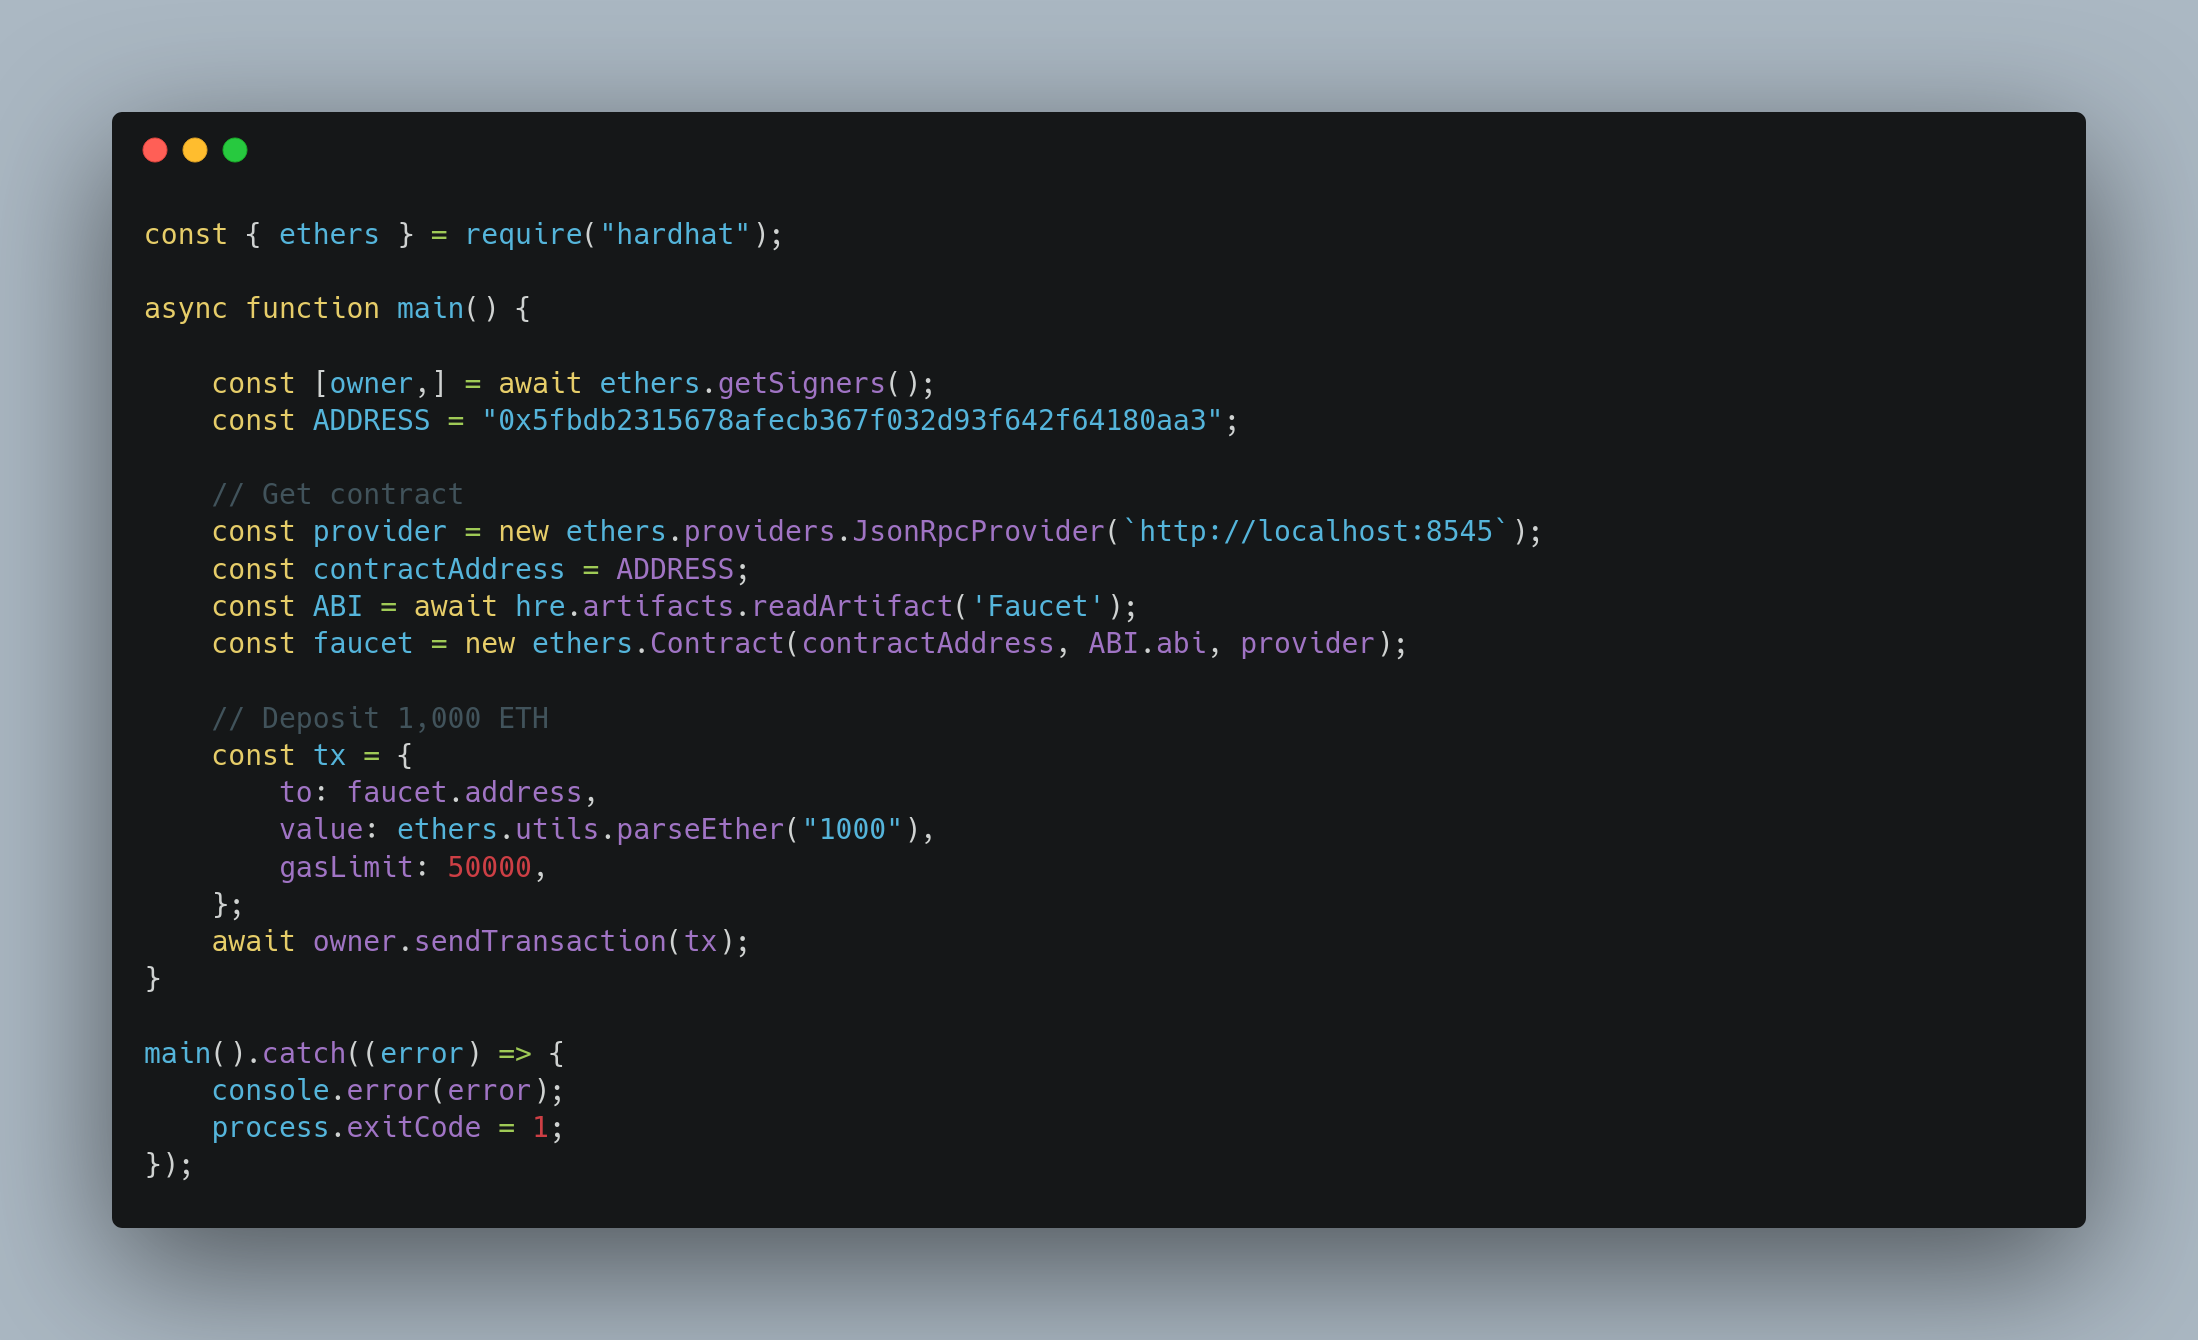 const { ethers } = require("hardhat");
async function main() {
const [owner,] = await ethers.getSigners();
const ADDRESS = "0x5fbdb2315678afecb367f032d93f642f64180aa3";
// Get contract
const provider = new ethers.providers.JsonRpcProvider(`http://localhost:8545`);
const contractAddress = ADDRESS;
const ABI = await hre.artifacts.readArtifact('Faucet');
const faucet = new ethers.Contract(contractAddress, ABI.abi, provider);
// Deposit 1,000 ETH
const tx = {
to: faucet.address,
value: ethers.utils.parseEther("1000"),
gasLimit: 50000,
};
await owner.sendTransaction(tx);
}
main().catch((error) => {
console.error(error);
process.exitCode = 1;
});